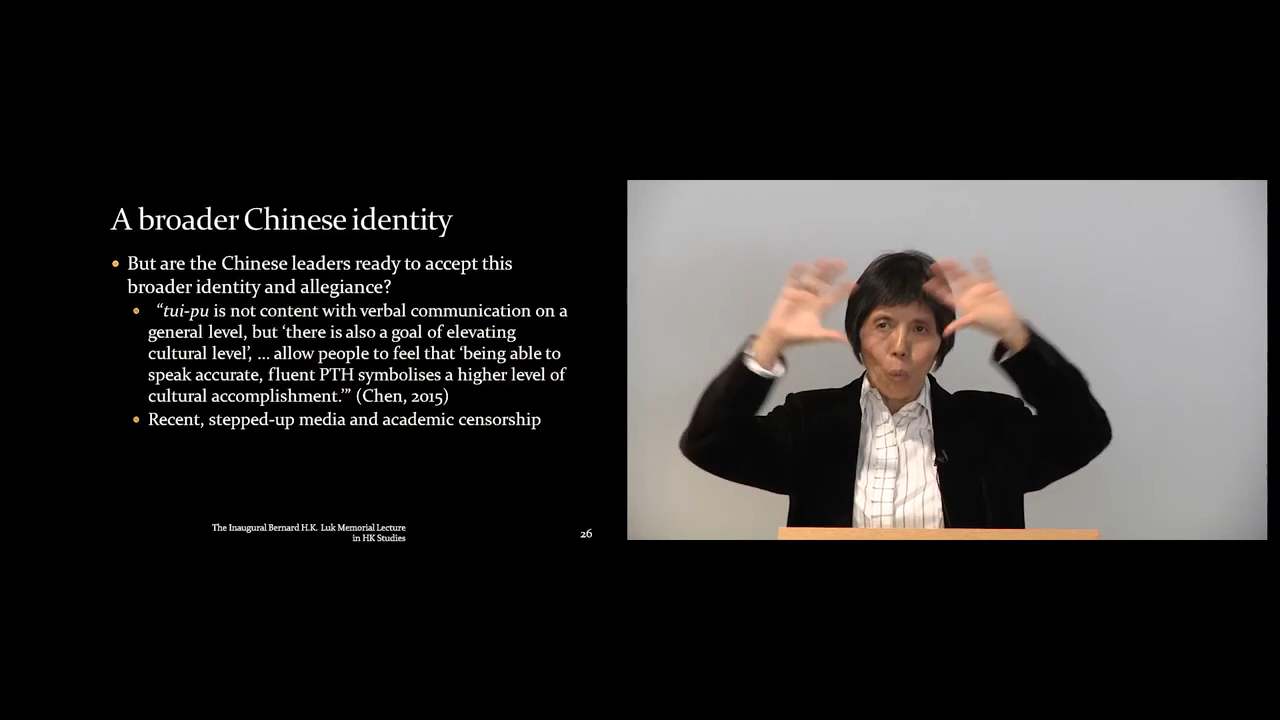 A broader Chinese identity
• But are the Chinese leaders ready to accept this
broader identity and allegiance?
• “tui-pu is not content with verbal communication on a
general level, but ‘there is also a goal of elevating
cultural level’, … allow people to feel that ‘being able to
speak accurate, fluent PTH symbolises a higher level of
cultural accomplishment.’” (Chen, 2015)
• Recent, stepped-up media and academic censorship
The Inaugural Bernard H.K. Luk Memorial Lecture
in HK Studies
26